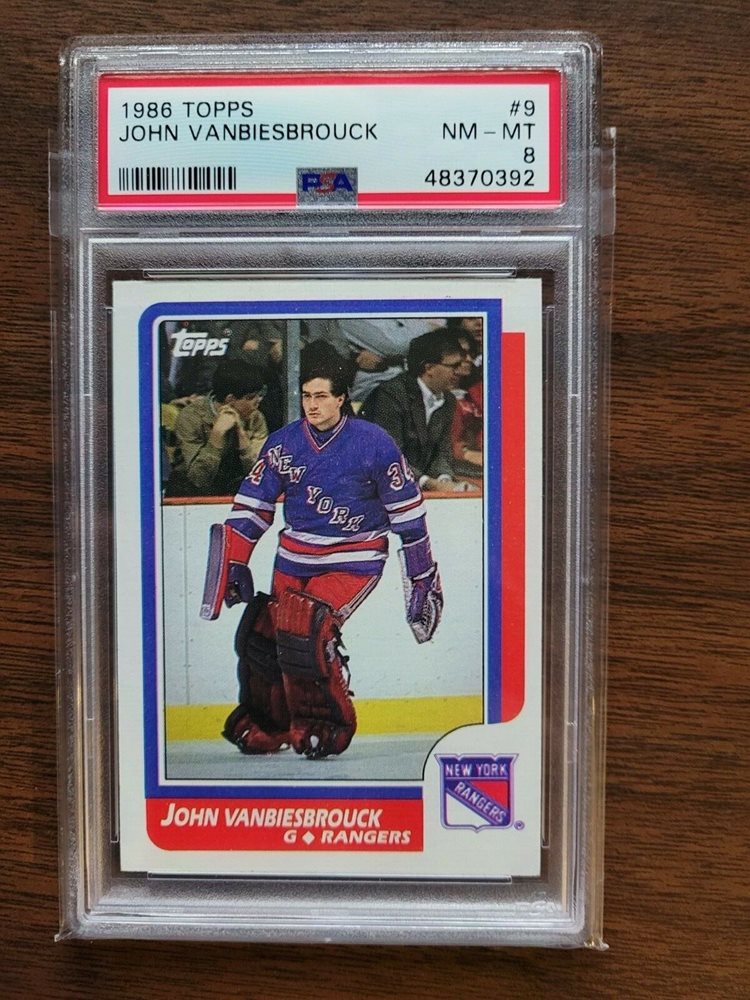 1986 TOPPS #9
JOHN VANBIESBROUCK NM - MT
8
PSA 48370392
Topps
34 NEW YORK 34
NEW YORK
RANGERS
®
JOHN VANBIESBROUCK
G ◆ RANGERS